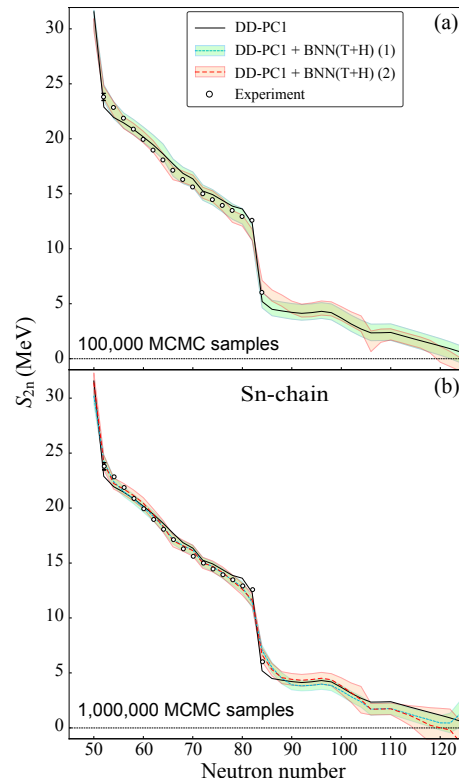 (a)
DD-PC1
DD-PC1 + BNN(T+H) (1)
DD-PC1 + BNN(T+H) (2)
Experiment
30
25
20
15
10
5
0
100,000 MCMC samples
S2n (MeV)
(b)
Sn-chain
30
25
20
15
10
5
0
1,000,000 MCMC samples
50 60 70 80 90 100 110 120
Neutron number